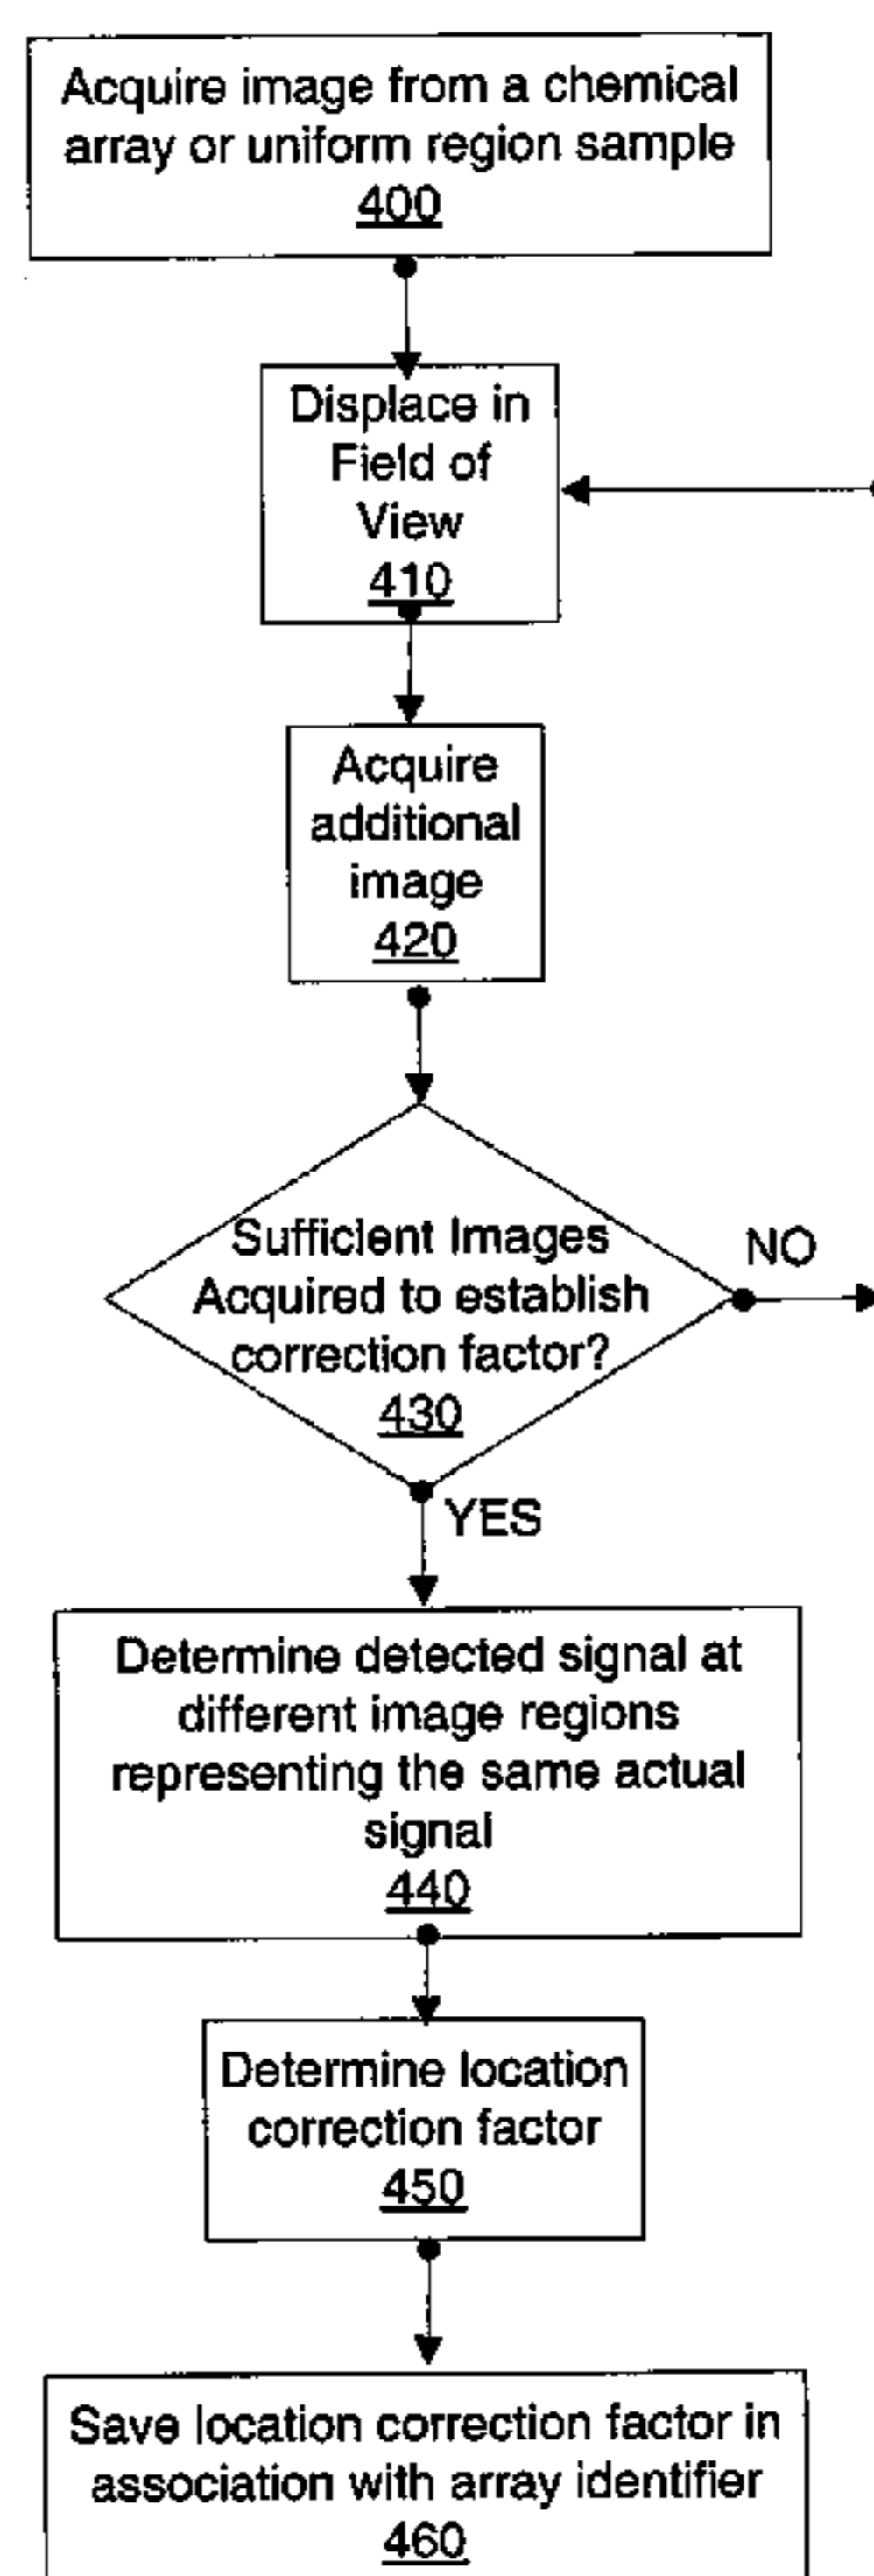 Acquire image from a chemical
array or uniform region sample
400
Displace in
Field of
View
410
Acquire
additional
image
420
Sufficient Images
Acquired to establish
correction factor?
430
NO
YES
Determine detected signal at
different image regions
representing the same actual
signal
440
Determine location
correction factor
450
Save location correction factor in
association with array identifier
460